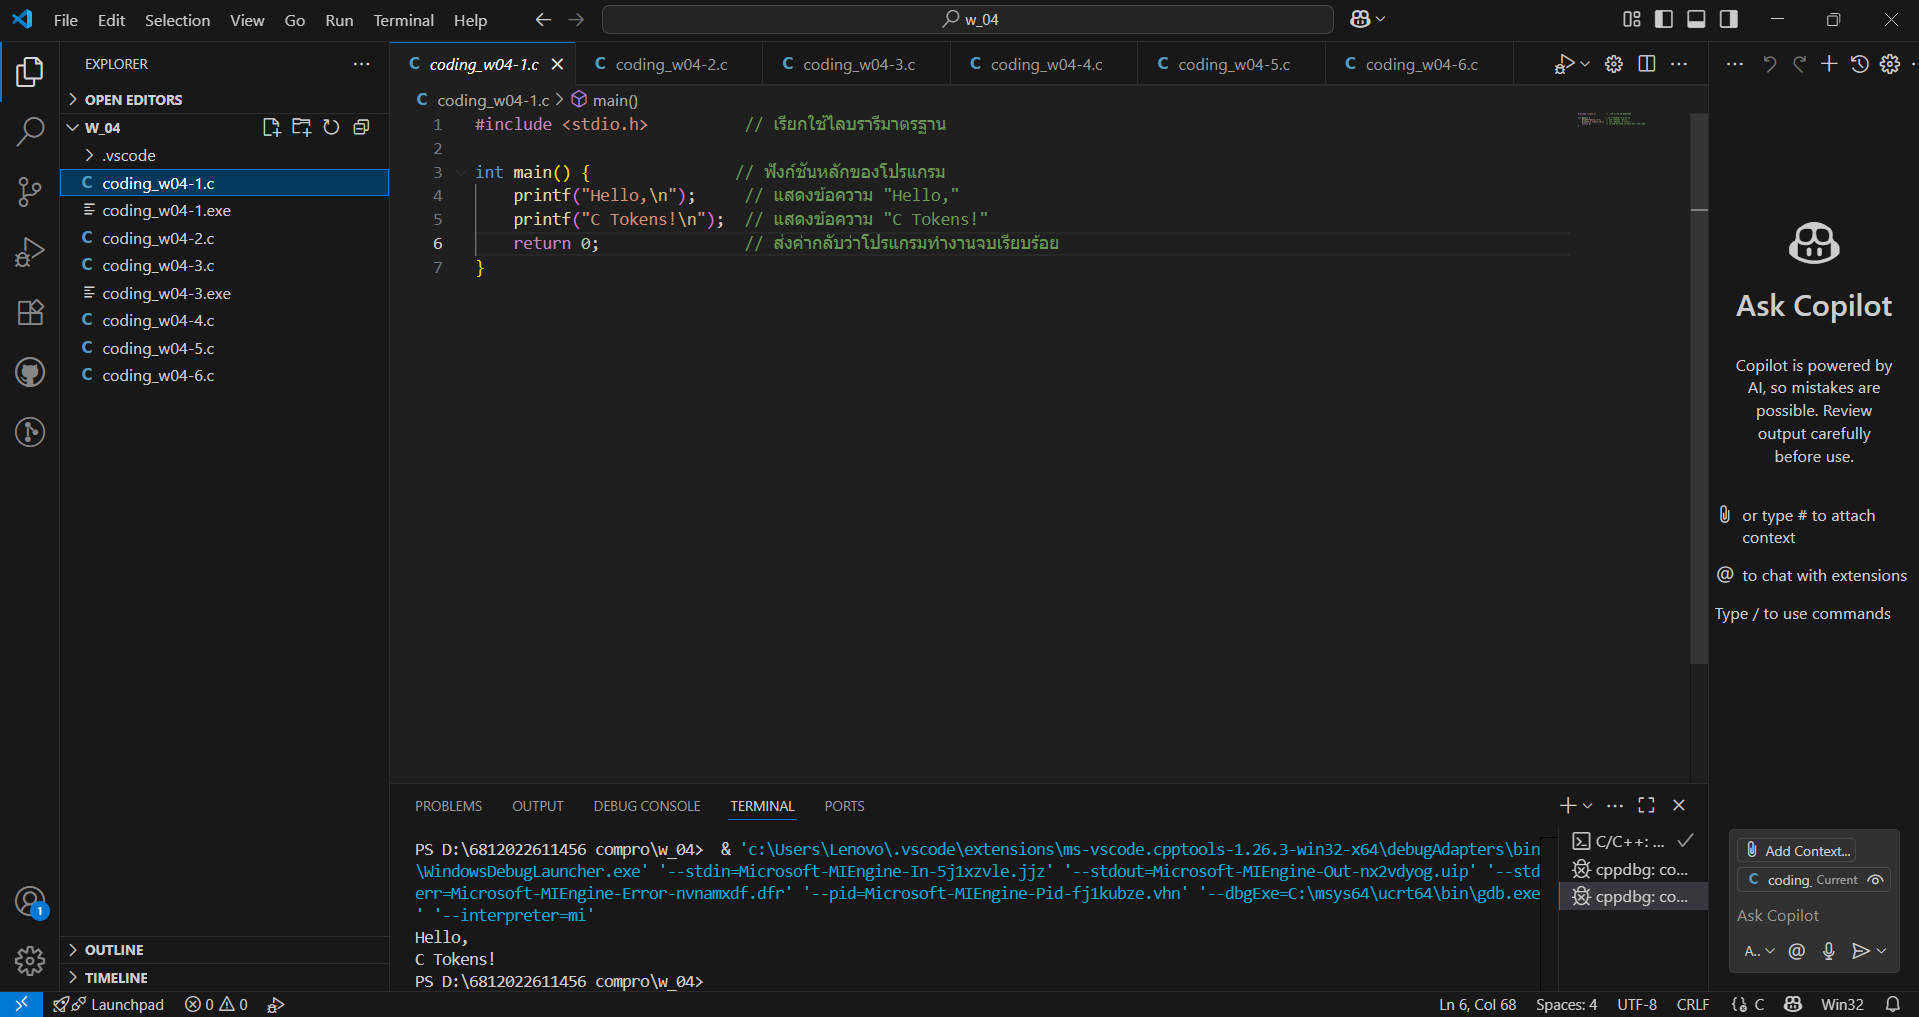 File Edit Selection View Go Run Terminal Help
w_04
EXPLORER
OPEN EDITORS
W_04
.vscode
C coding_w04-1.c
coding_w04-1.exe
C coding_w04-2.c
C coding_w04-3.c
coding_w04-3.exe
C coding_w04-4.c
C coding_w04-5.c
C coding_w04-6.c
OUTLINE
TIMELINE
C coding_w04-1.c C coding_w04-2.c C coding_w04-3.c C coding_w04-4.c C coding_w04-5.c C coding_w04-6.c
C coding_w04-1.c > main()
1 #include <stdio.h> // เรียกใช้ไลบรารีมาตรฐาน
2
3 int main() { // ฟังก์ชันหลักของโปรแกรม
4 printf("Hello,\n"); // แสดงข้อความ "Hello,"
5 printf("C Tokens!\n"); // แสดงข้อความ "C Tokens!"
6 return 0; // ส่งค่ากลับว่าโปรแกรมทำงานจบเรียบร้อย
7 }
PROBLEMS OUTPUT DEBUG CONSOLE TERMINAL PORTS
PS D:\6812022611456 compro\w_04> & 'c:\Users\Lenovo\.vscode\extensions\ms-vscode.cpptools-1.26.3-win32-x64\debugAdapters\bin
\WindowsDebugLauncher.exe' '--stdin=Microsoft-MIEngine-In-5j1xzvle.jjz' '--stdout=Microsoft-MIEngine-Out-nx2vdyog.uip' '--std
err=Microsoft-MIEngine-Error-nvnamxdf.dfr' '--pid=Microsoft-MIEngine-Pid-fj1kubze.vhn' '--dbgExe=C:\msys64\ucrt64\bin\gdb.exe
' '--interpreter=mi'
Hello,
C Tokens!
PS D:\6812022611456 compro\w_04>
C/C++: ...
cppdbg: co...
cppdbg: co...
Ask Copilot
Copilot is powered by
AI, so mistakes are
possible. Review
output carefully
before use.
or type # to attach
context
@ to chat with extensions
Type / to use commands
Add Context...
C coding_ Current
Ask Copilot
A.. @
1
Launchpad 0 0
Ln 6, Col 68 Spaces: 4 UTF-8 CRLF {} C Win32